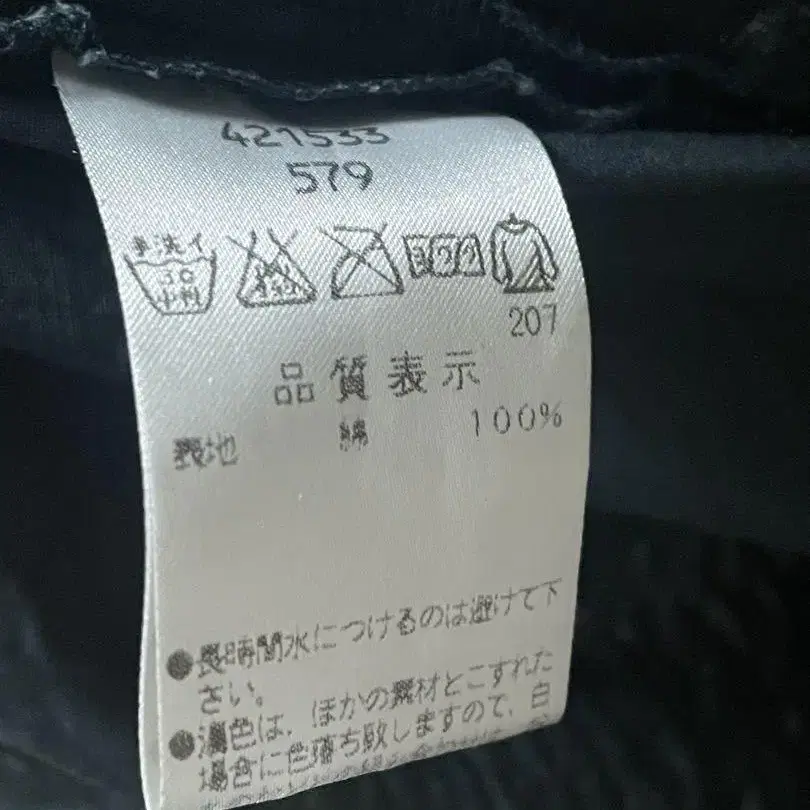 421533
579
手洗イ
30
中性
207
品質表示
表地 綿 100%
●長時間水につけるのは避けて下
さい。
●濃色は、ほかの素材とこすれた
場合に色落ち致しますので、白